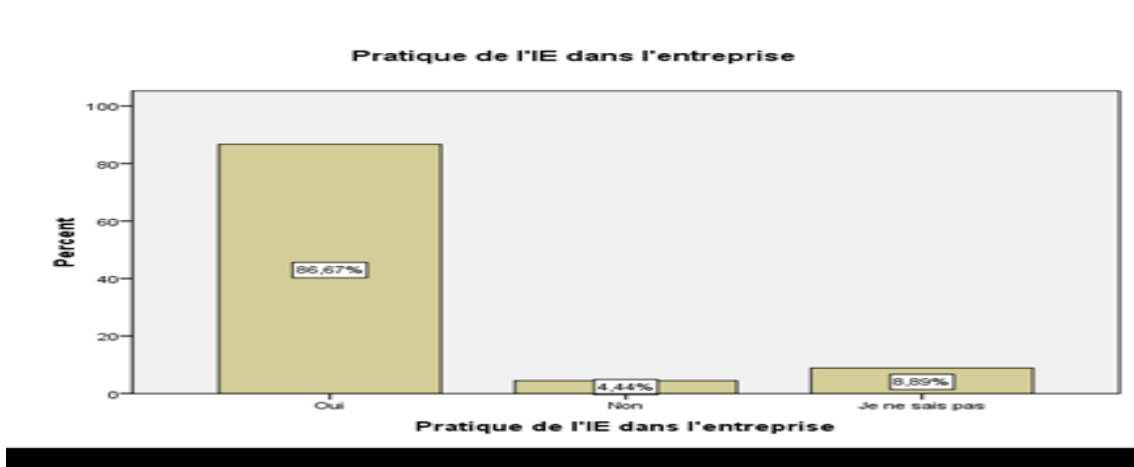 Pratique de l'IE dans l'entreprise
100
80
60
40
20
0
Percent
86,67%
4,44%
8,89%
Oui
Non
Je ne sais pas
Pratique de l'IE dans l'entreprise